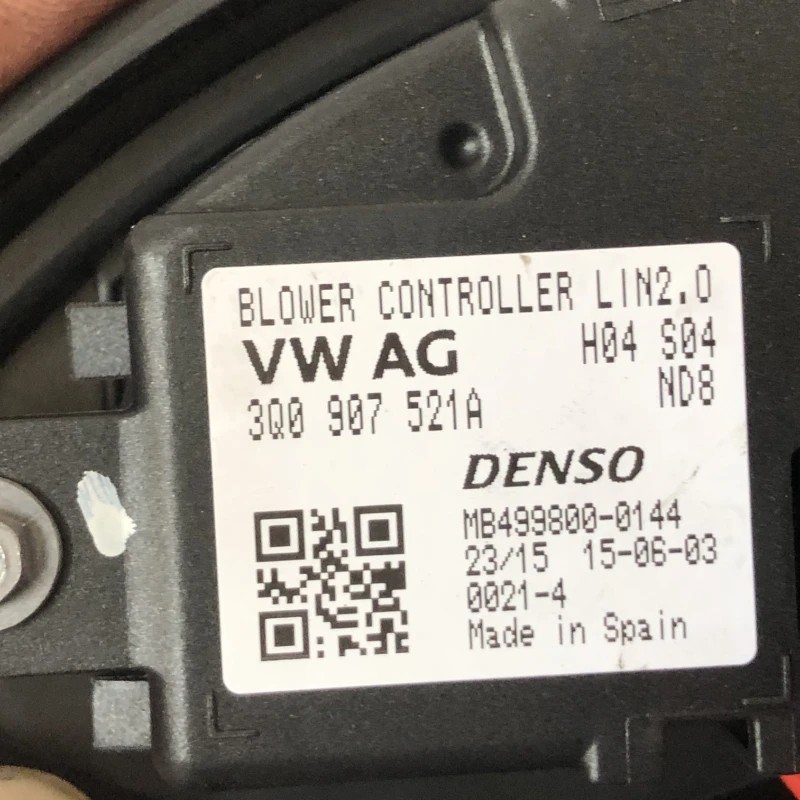 BLOWER CONTROLLER LIN2.0
VW AG H04 S04
3Q0 907 521A ND8
DENSO
MB499800-0144
23/15 15-06-03
0021-4
Made in Spain